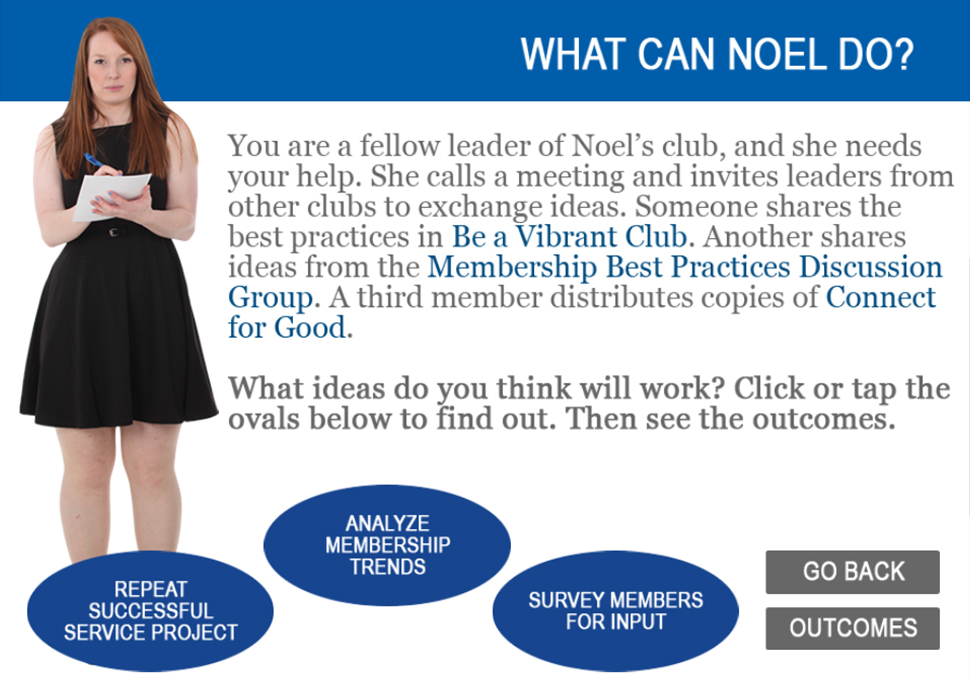 WHAT CAN NOEL DO?
You are a fellow leader of Noel’s club, and she needs
your help. She calls a meeting and invites leaders from
other clubs to exchange ideas. Someone shares the
best practices in Be a Vibrant Club. Another shares
ideas from the Membership Best Practices Discussion
Group. A third member distributes copies of Connect
for Good.
What ideas do you think will work? Click or tap the
ovals below to find out. Then see the outcomes.
REPEAT
SUCCESSFUL
SERVICE PROJECT
ANALYZE
MEMBERSHIP
TRENDS
SURVEY MEMBERS
FOR INPUT
GO BACK
OUTCOMES